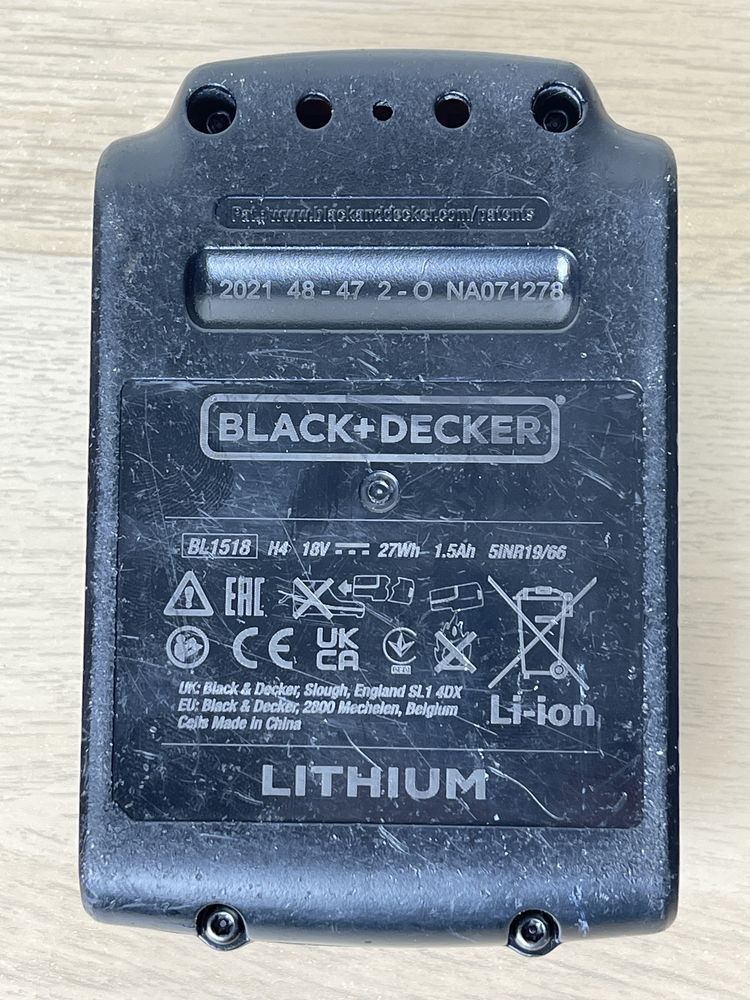 Pat.: www.blackanddecker.com/patents
2021 48-47 2-O NA071278
BLACK+DECKER®
BL1518 H4 18V 27Wh 1.5Ah 5INR19/66
EAC
CE UK CA
UK: Black & Decker, Slough, England SL1 4DX
EU: Black & Decker, 2800 Mechelen, Belgium
Cells Made in China
Li-ion
LITHIUM